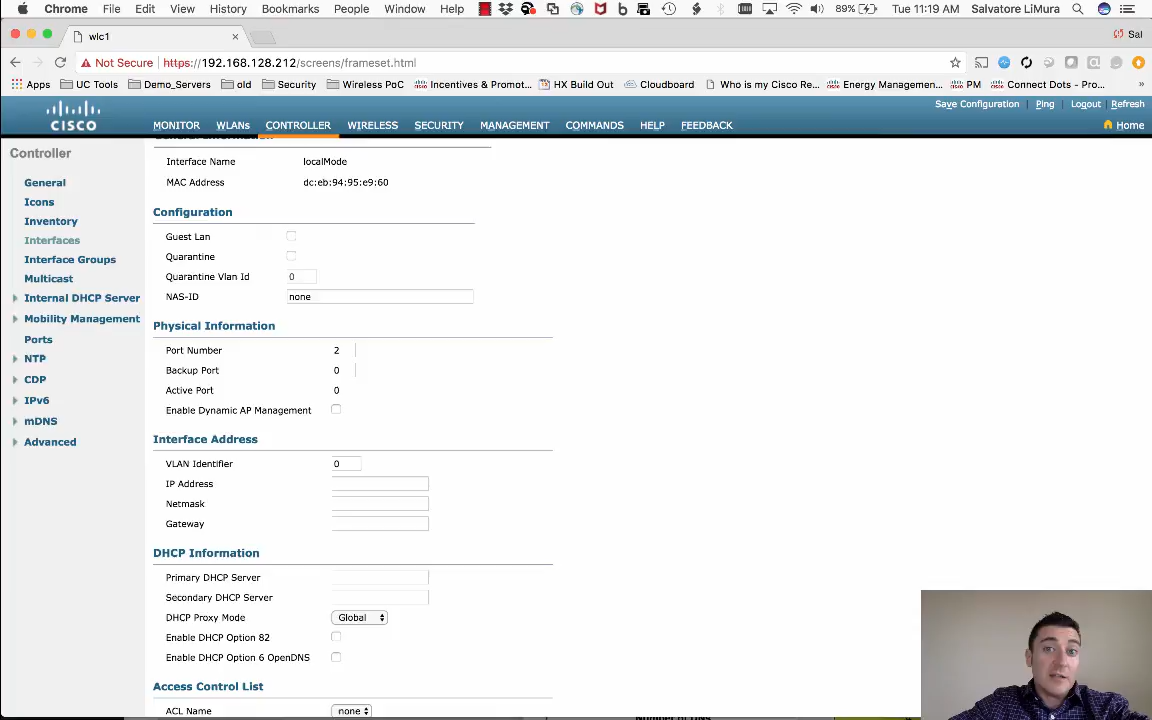 Chrome File Edit View History Bookmarks People Window Help 89% Tue 11:19 AM Salvatore LiMura
wlc1 Sal
Not Secure https://192.168.128.212/screens/frameset.html
Apps UC Tools Demo_Servers old Security Wireless PoC Incentives & Promot... HX Build Out Cloudboard Who is my Cisco Re... Energy Managemen... PM Connect Dots - Po... »
Save Configuration Ping Logout Refresh
CISCO MONITOR WLANs CONTROLLER WIRELESS SECURITY MANAGEMENT COMMANDS HELP FEEDBACK Home
Controller
General
Icons
Inventory
Interfaces
Interface Groups
Multicast
Internal DHCP Server
Mobility Management
Ports
NTP
CDP
IPv6
mDNS
Advanced
General Information
Interface Name localMode
MAC Address dc:eb:94:95:e9:60
Configuration
Guest Lan
Quarantine
Quarantine Vlan Id 0
NAS-ID none
Physical Information
Port Number 2
Backup Port 0
Active Port 0
Enable Dynamic AP Management
Interface Address
VLAN Identifier 0
IP Address
Netmask
Gateway
DHCP Information
Primary DHCP Server
Secondary DHCP Server
DHCP Proxy Mode Global
Enable DHCP Option 82
Enable DHCP Option 6 OpenDNS
Access Control List
ACL Name none